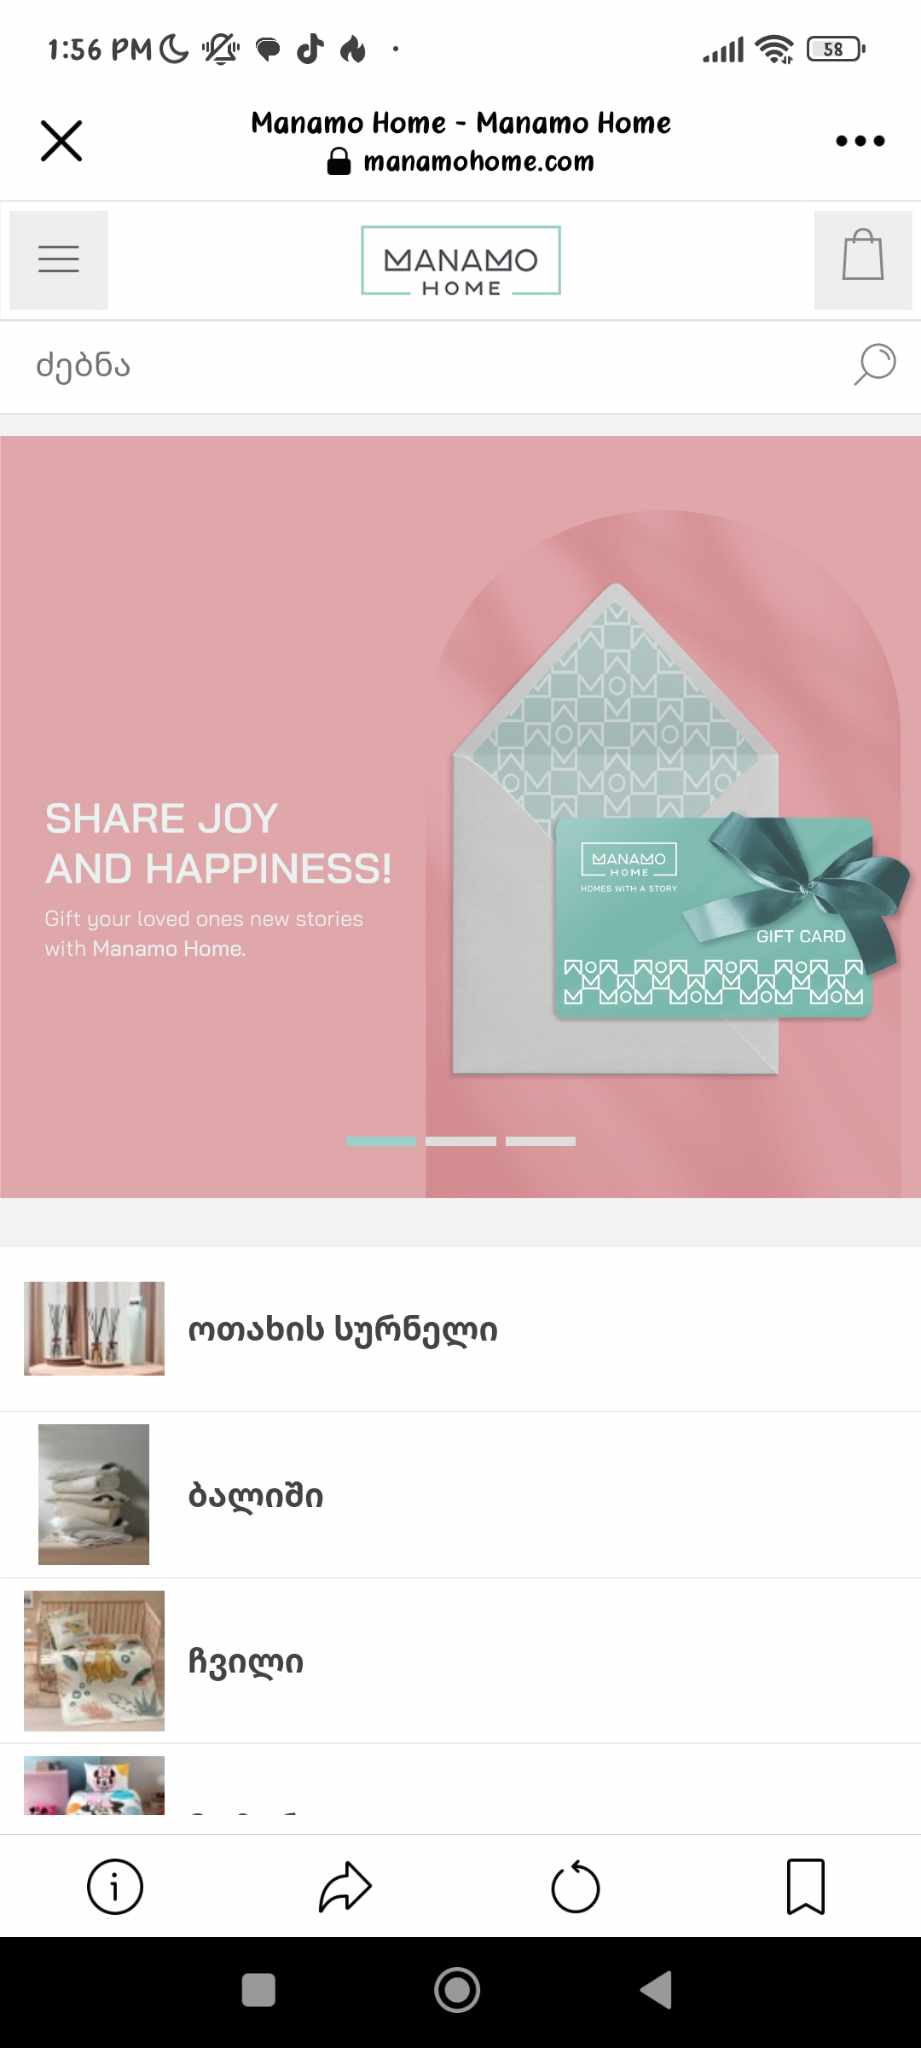 1:56 PM
58
Manamo Home - Manamo Home
manamohome.com
MANAMO
HOME
ძებნა
SHARE JOY
AND HAPPINESS!
Gift your loved ones new stories
with Manamo Home.
MANAMO
HOME
HOMES WITH A STORY
GIFT CARD
ოთახის სურნელი
ბალიში
ჩვილი